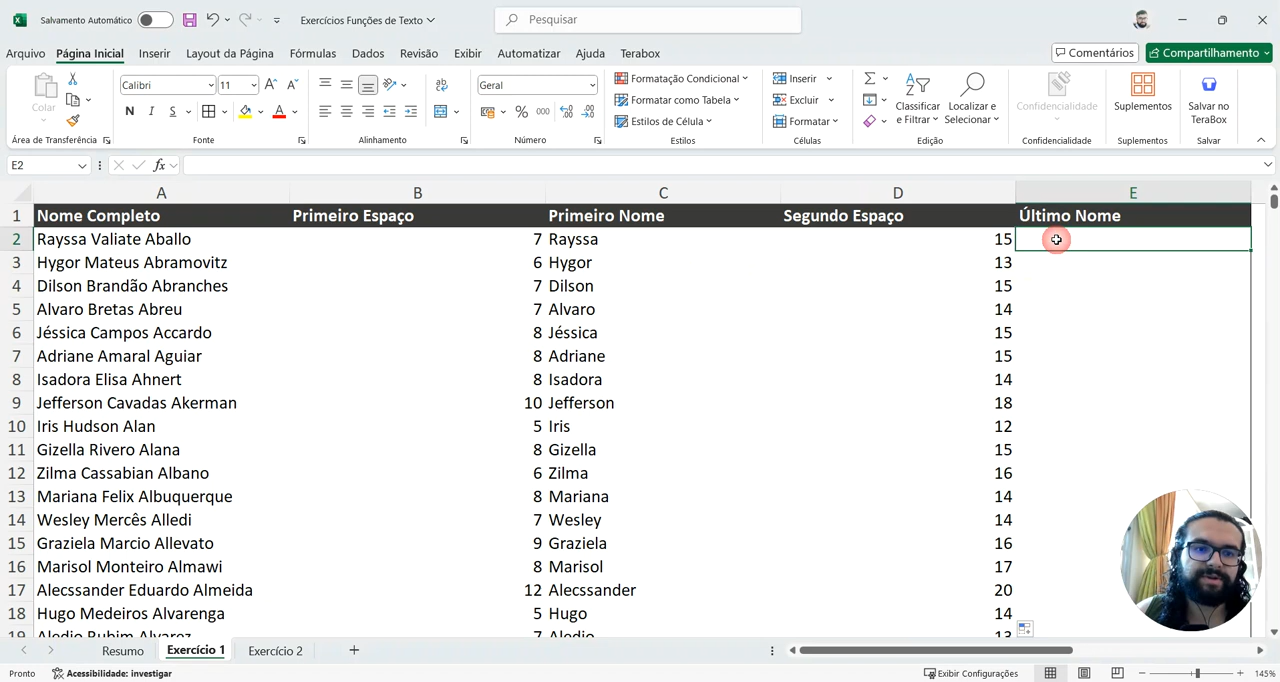 Salvamento Automático
Exercícios Funções de Texto
Pesquisar
Arquivo Página Inicial Inserir Layout da Página Fórmulas Dados Revisão Exibir Automatizar Ajuda Terabox
Comentários Compartilhamento
Colar
Área de Transferência
Calibri 11
N I S
Fonte
Alinhamento
Geral
% 000
Número
Formatação Condicional
Formatar como Tabela
Estilos de Célula
Estilos
Inserir
Excluir
Formatar
Células
Classificar e Filtrar
Localizar e Selecionar
Edição
Confidencialidade
Confidencialidade
Suplementos
Suplementos
Salvar no TeraBox
Salvar
E2 fx
A B C D E
1 Nome Completo Primeiro Espaço Primeiro Nome Segundo Espaço Último Nome
2 Rayssa Valiate Aballo 7 Rayssa 15
3 Hygor Mateus Abramovitz 6 Hygor 13
4 Dilson Brandão Abranches 7 Dilson 15
5 Alvaro Bretas Abreu 7 Alvaro 14
6 Jéssica Campos Accardo 8 Jéssica 15
7 Adriane Amaral Aguiar 8 Adriane 15
8 Isadora Elisa Ahnert 8 Isadora 14
9 Jefferson Cavadas Akerman 10 Jefferson 18
10 Iris Hudson Alan 5 Iris 12
11 Gizella Rivero Alana 8 Gizella 15
12 Zilma Cassabian Albano 6 Zilma 16
13 Mariana Felix Albuquerque 8 Mariana 14
14 Wesley Mercês Alledi 7 Wesley 14
15 Graziela Marcio Allevato 9 Graziela 16
16 Marisol Monteiro Almawi 8 Marisol 17
17 Alecssander Eduardo Almeida 12 Alecssander 20
18 Hugo Medeiros Alvarenga 5 Hugo 14
19 Aledio Rubim Alvarez 7 Aledio 13
Resumo Exercício 1 Exercício 2
Pronto Acessibilidade: investigar Exibir Configurações 145%